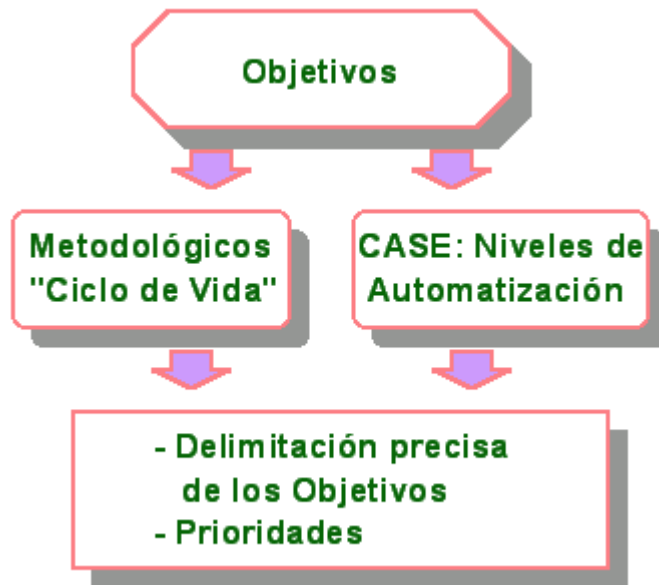 Objetivos
Metodológicos
"Ciclo de Vida"
CASE: Niveles de
Automatización
- Delimitación precisa
de los Objetivos
- Prioridades